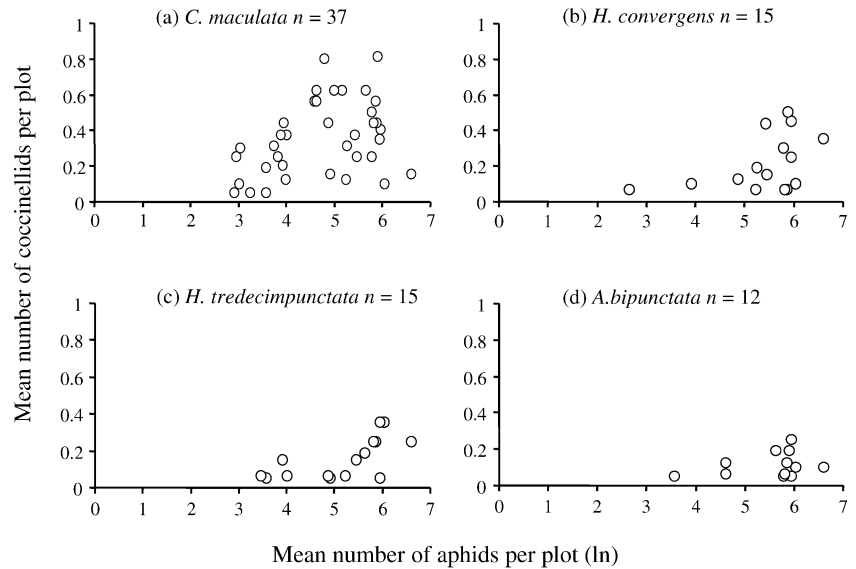 (a) C. maculata n = 37
1
0.8
0.6
0.4
0.2
0
0 1 2 3 4 5 6 7
(b) H. convergens n = 15
1
0.8
0.6
0.4
0.2
0
0 1 2 3 4 5 6 7
Mean number of coccinellids per plot
(c) H. tredecimpunctata n = 15
1
0.8
0.6
0.4
0.2
0
0 1 2 3 4 5 6 7
(d) A.bipunctata n = 12
1
0.8
0.6
0.4
0.2
0
0 1 2 3 4 5 6 7
Mean number of aphids per plot (ln)